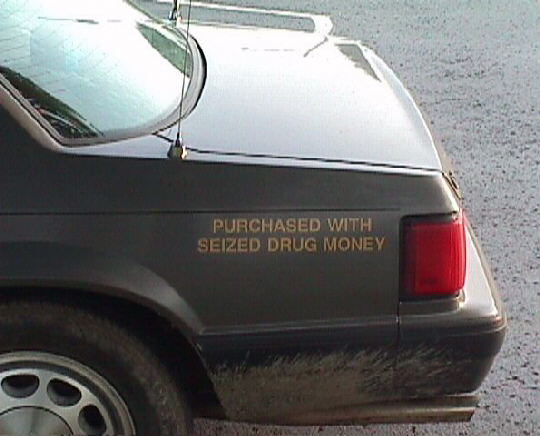 PURCHASED WITH
SEIZED DRUG MONEY